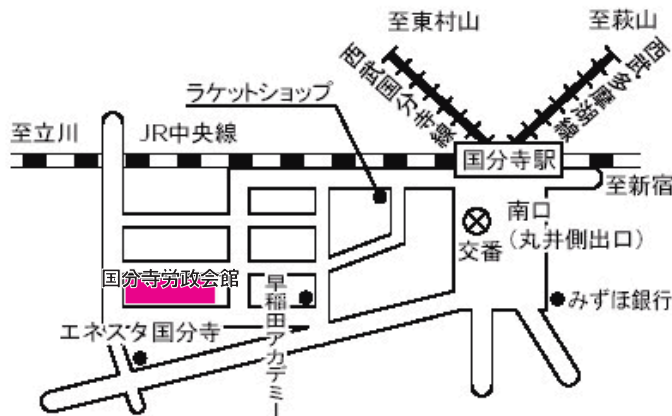 至東村山
至萩山
西武国分寺線
西武多摩湖線
ラケットショップ
至立川
JR中央線
国分寺駅
至新宿
南口
(丸井側出口)
交番
国分寺労政会館
早稲田アカデミー
みずほ銀行
エネスタ国分寺